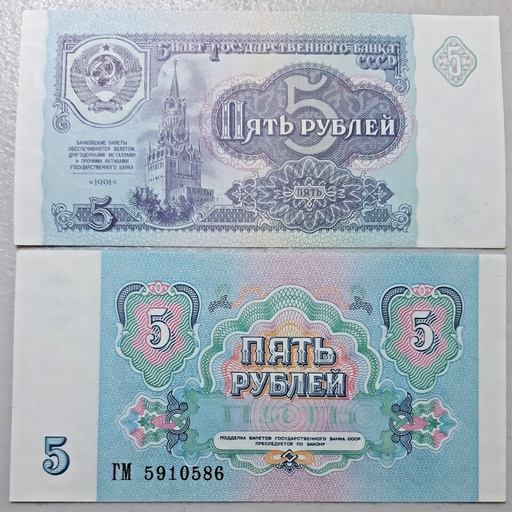 Билет Государственного Банка
СССР
5
5
Пять рублей
Банковские билеты
обеспечиваются золотом,
драгоценными металлами
и прочими активами
Государственного банка
1991
ПЯТЬ
5
5
5
ПЯТЬ
РУБЛЕЙ
ПОДДЕЛКА БИЛЕТОВ ГОСУДАРСТВЕННОГО БАНКА СССР
ПРЕСЛЕДУЕТСЯ ПО ЗАКОНУ
5
ГМ 5910586